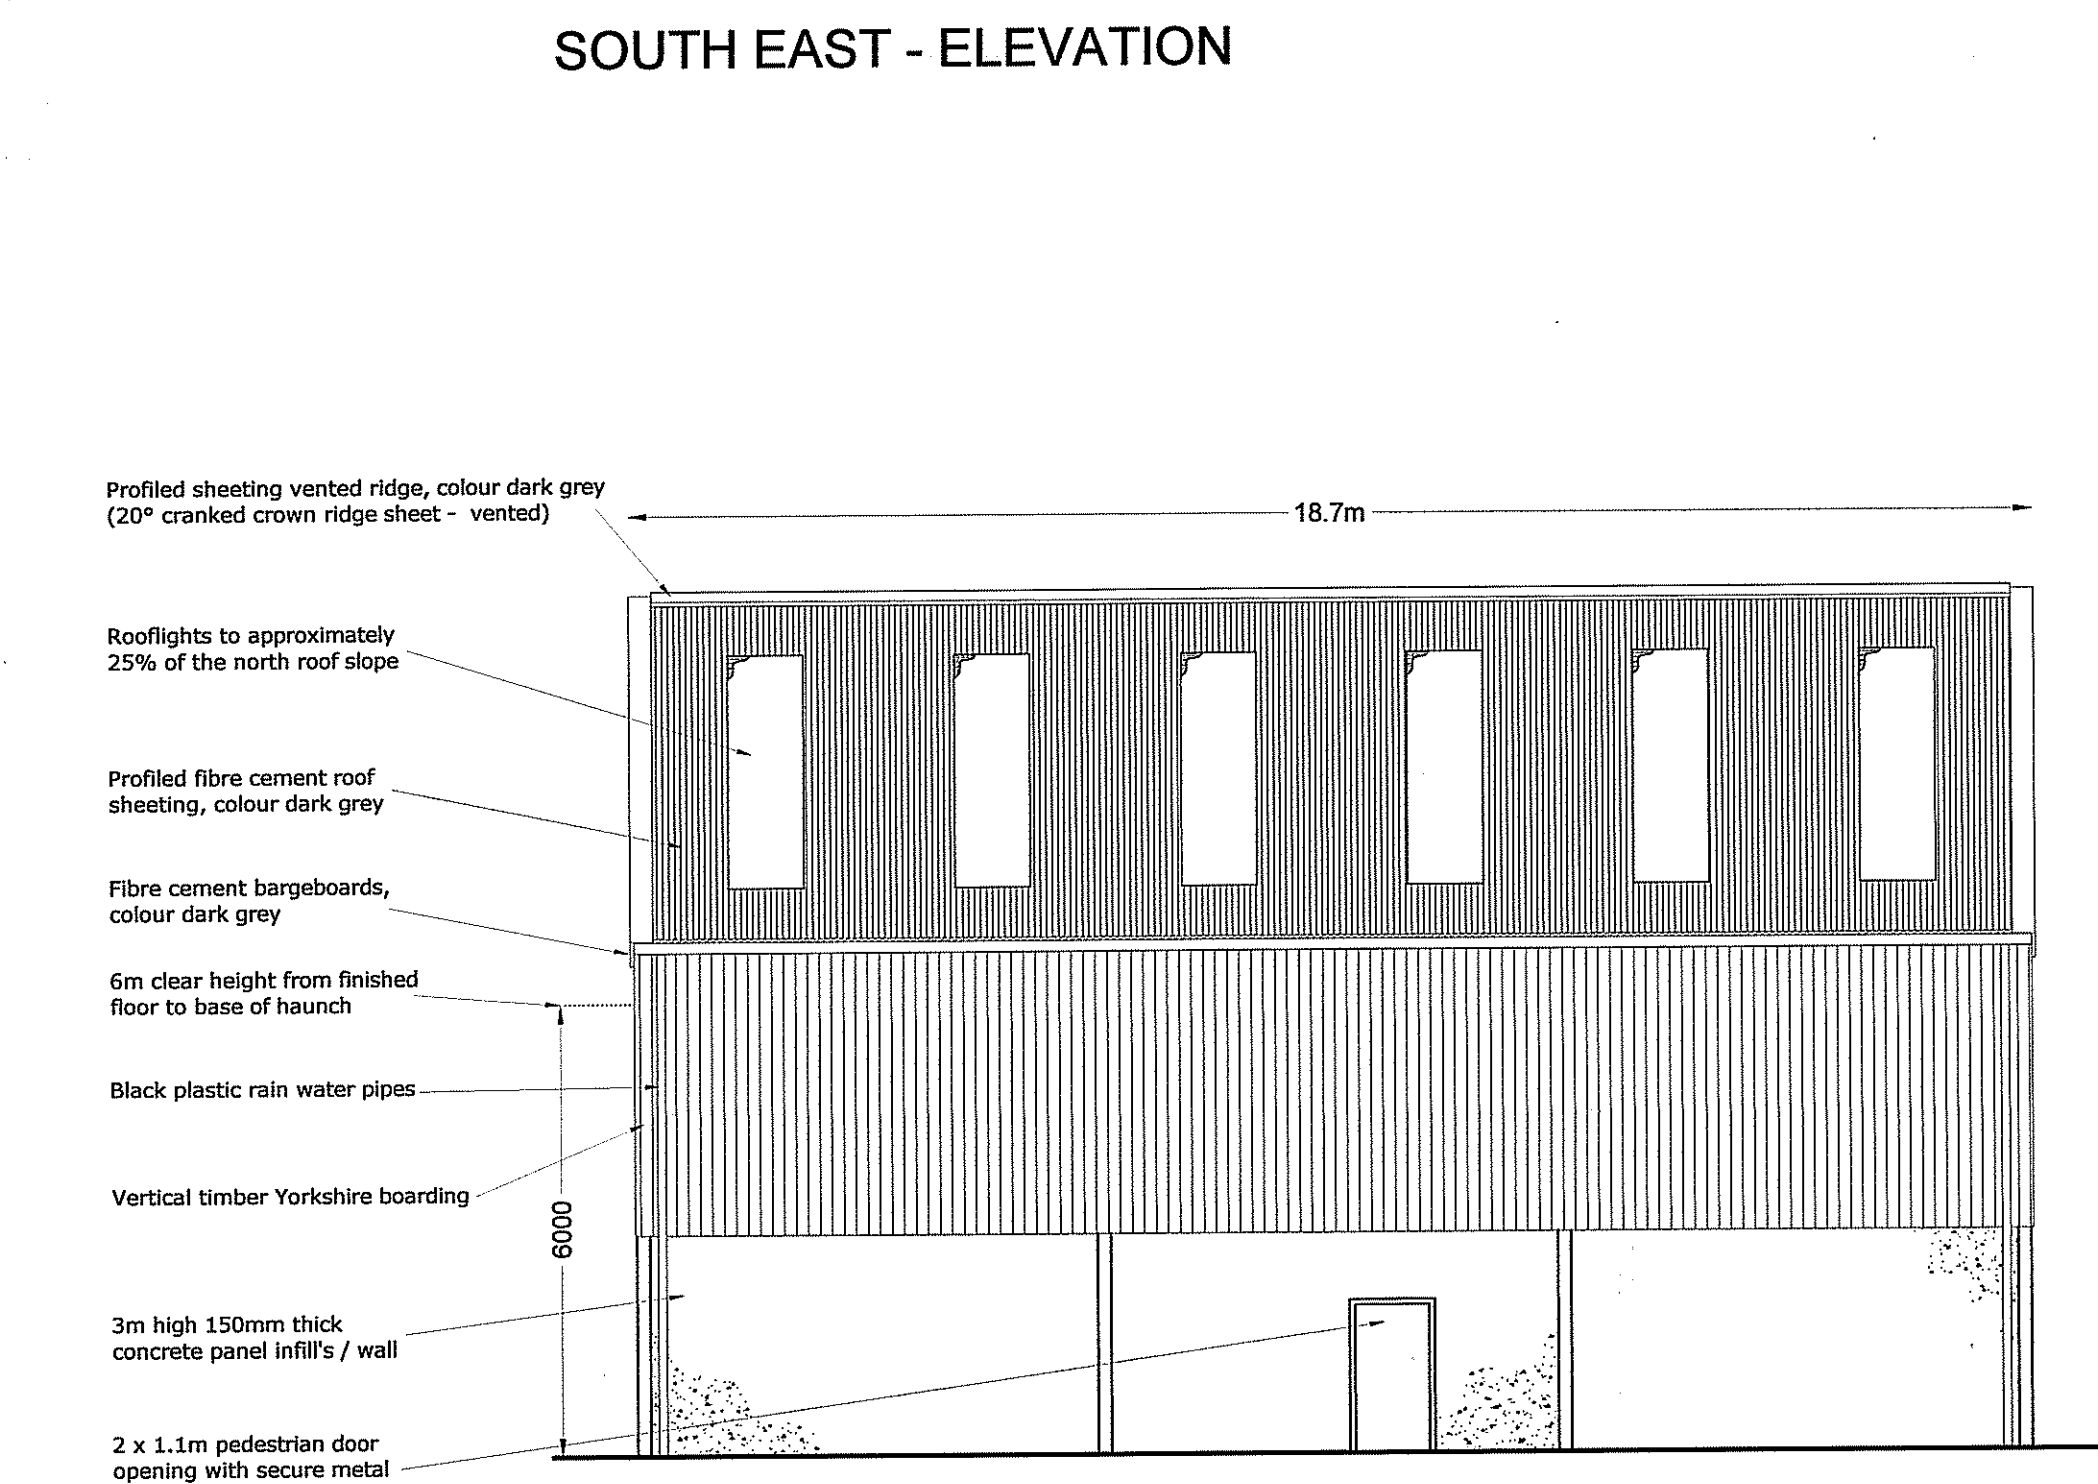 SOUTH EAST - ELEVATION
Profiled sheeting vented ridge, colour dark grey
(20° cranked crown ridge sheet - vented)
18.7m
Rooflights to approximately
25% of the north roof slope
Profiled fibre cement roof
sheeting, colour dark grey
Fibre cement bargeboards,
colour dark grey
6m clear height from finished
floor to base of haunch
Black plastic rain water pipes
Vertical timber Yorkshire boarding
6000
3m high 150mm thick
concrete panel infill's / wall
2 x 1.1m pedestrian door
opening with secure metal